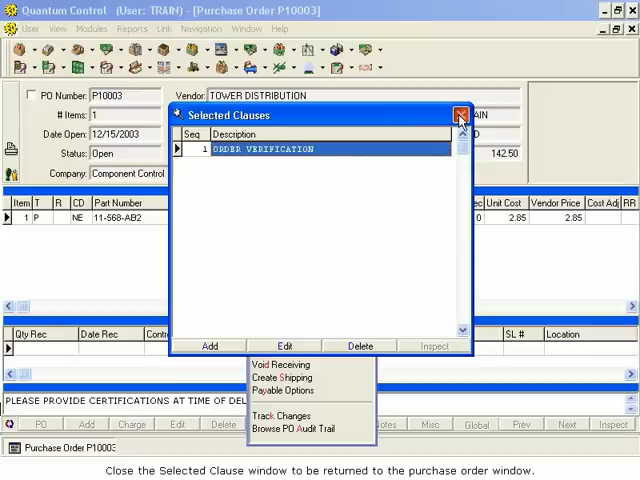 Quantum Control (User: TRAIN) - [Purchase Order P10003]
User View Modules Reports Link Navigation Window Help
PO Number: P10003 Vendor: TOWER DISTRIBUTION
# Items: 1
Date Open: 12/15/2003
Status: Open 142.50
Company: Component Control
Selected Clauses
Seq Description
1 ORDER VERIFICATION
Add Edit Delete Inspect
Item T R CD Part Number Unit Cost Vendor Price Cost Adj RR
1 P NE 11-568-AB2 0 2.85 2.85
Qty Rec Date Rec Contr SL # Location
Void Receiving
Create Shipping
Payable Options
Track Changes
Browse PO Audit Trail
PLEASE PROVIDE CERTIFICATIONS AT TIME OF DEL
PO Add Charge Edit Delete Notes Misc Global Prev Next Inspect
Purchase Order P10003
Close the Selected Clause window to be returned to the purchase order window.